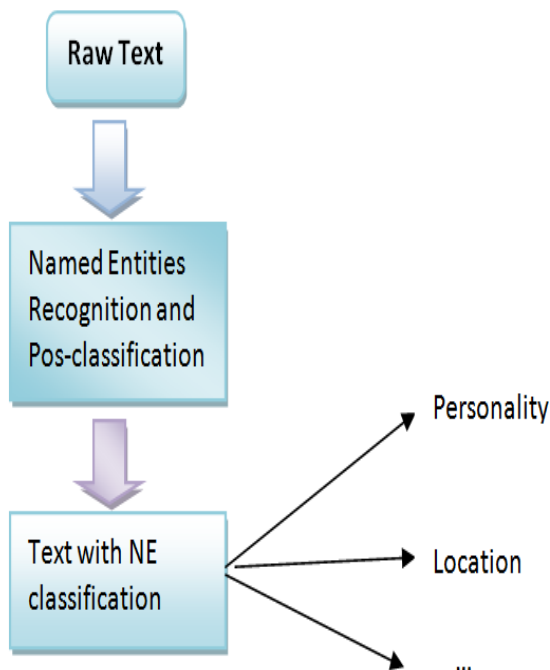 Raw Text
Named Entities
Recognition and
Pos-classification
Personality
Text with NE
classification
Location